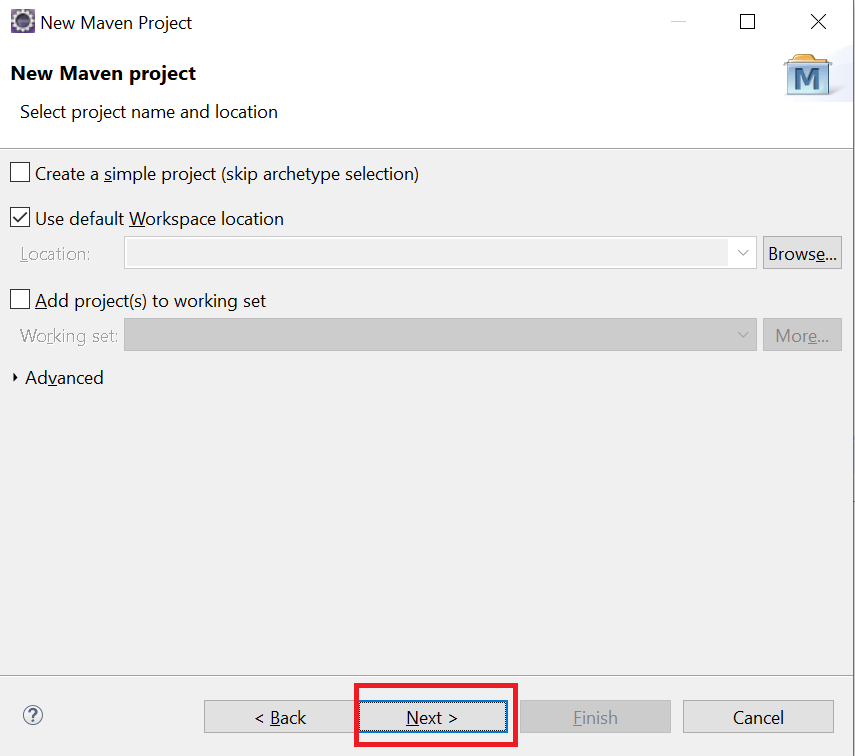 New Maven Project
New Maven project
M
Select project name and location
Create a simple project (skip archetype selection)
Use default Workspace location
Location:
Browse...
Add project(s) to working set
Working set:
More...
Advanced
?
< Back
Next >
Finish
Cancel